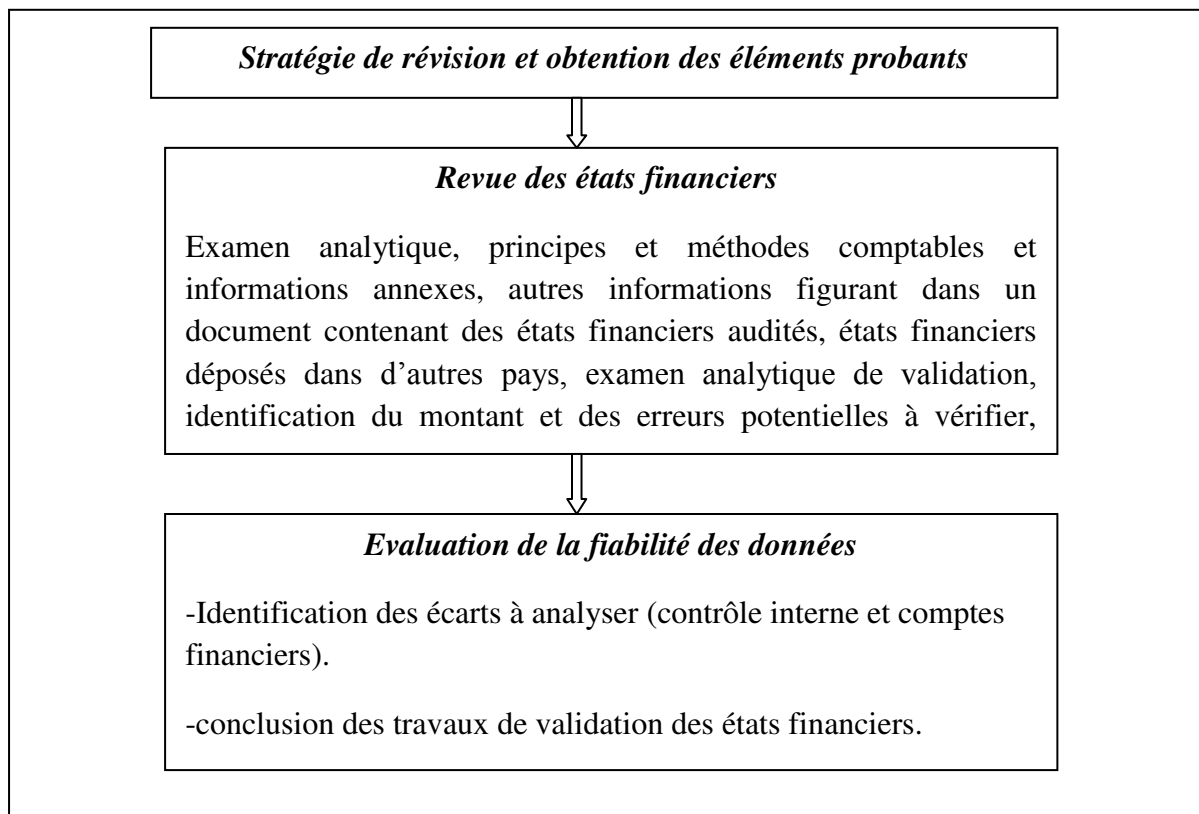 Stratégie de révision et obtention des éléments probants
Revue des états financiers
Examen analytique, principes et méthodes comptables et
informations annexes, autres informations figurant dans un
document contenant des états financiers audités, états financiers
déposés dans d'autres pays, examen analytique de validation,
identification du montant et des erreurs potentielles à vérifier,
Evaluation de la fiabilité des données
-Identification des écarts à analyser (contrôle interne et comptes
financiers).
-conclusion des travaux de validation des états financiers.